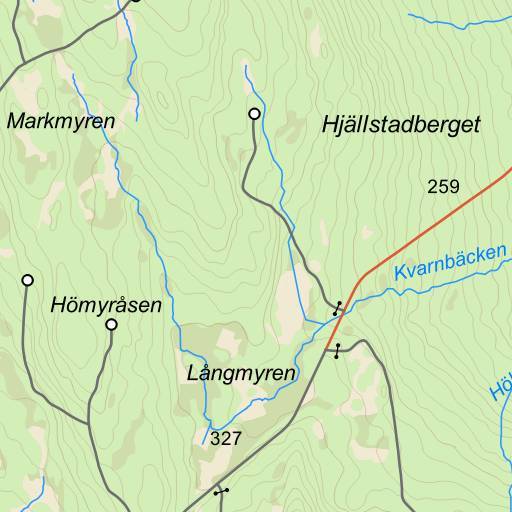 Markmyren
Hjällstadberget
259
Kvarnbäcken
Hömyråsen
Långmyren
327